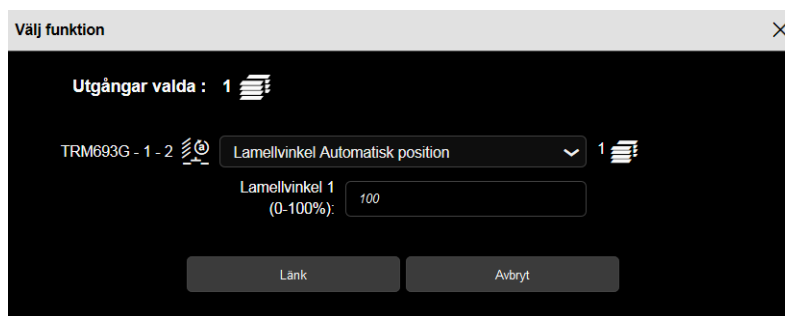 Välj funktion
Utgångar valda : 1
TRM693G - 1 - 2 Lamellvinkel Automatisk position 1
Lamellvinkel 1
(0-100%): 100
Länk Avbryt